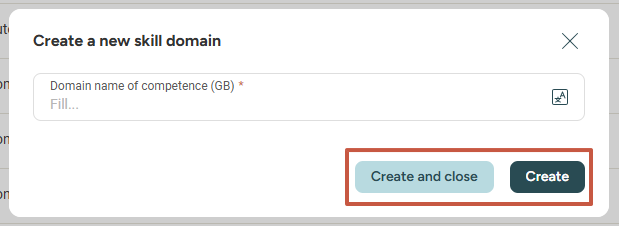 Create a new skill domain
Domain name of competence (GB) *
Fill...
Create and close
Create